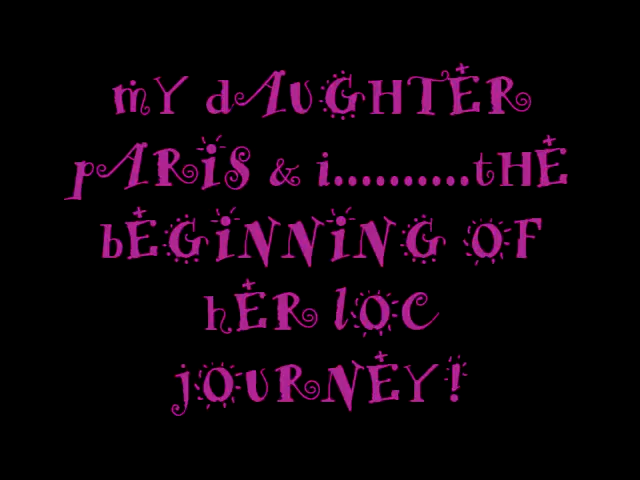 mY dAUGHTER
pARiS & i..........tHE
bEGiNNiNG OF
hER lOC
jOURNEY!